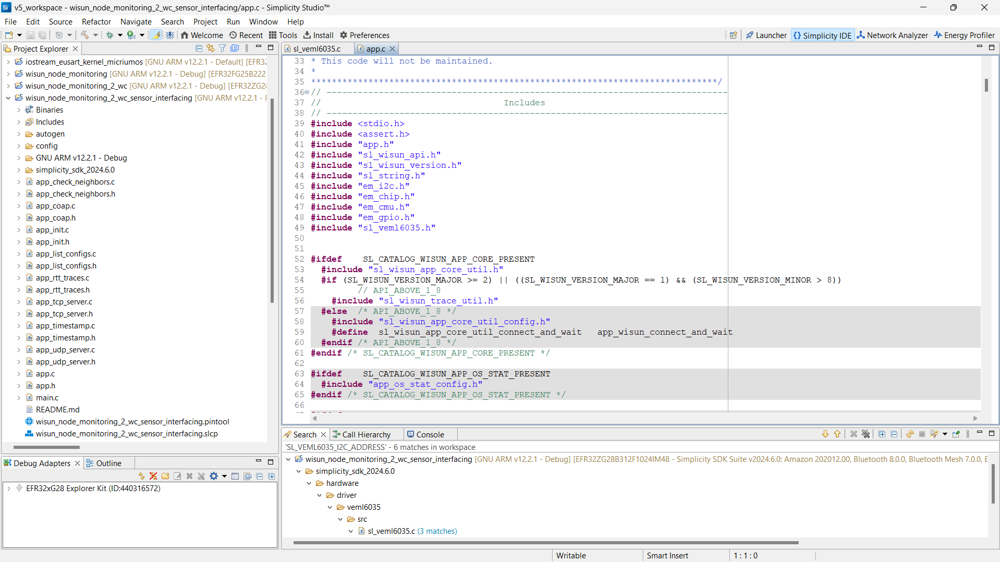 v5_workspace - wisun_node_monitoring_2_wc_sensor_interfacing/app.c - Simplicity Studio™
File Edit Source Refactor Navigate Search Project Run Window Help
Welcome Recent Tools Install Preferences
Launcher Simplicity IDE Network Analyzer Energy Profiler
Project Explorer
iostream_eusart_kernel_micriumos [GNU ARM v12.2.1 - Default] [EFR32
wisun_node_monitoring [GNU ARM v12.2.1 - Debug] [EFR32FG25B222
wisun_node_monitoring_2_wc [GNU ARM v12.2.1 - Debug] [EFR32ZG28
wisun_node_monitoring_2_wc_sensor_interfacing [GNU ARM v12.2.1 - D
Binaries
Includes
autogen
config
GNU ARM v12.2.1 - Debug
simplicity_sdk_2024.6.0
app_check_neighbors.c
app_check_neighbors.h
app_coap.c
app_coap.h
app_init.c
app_init.h
app_list_configs.c
app_list_configs.h
app_rtt_traces.c
app_rtt_traces.h
app_tcp_server.c
app_tcp_server.h
app_timestamp.c
app_timestamp.h
app_udp_server.c
app_udp_server.h
app.c
app.h
main.c
README.md
wisun_node_monitoring_2_wc_sensor_interfacing.pintool
wisun_node_monitoring_2_wc_sensor_interfacing.slcp
Debug Adapters Outline
EFR32xG28 Explorer Kit (ID:440316572)
sl_veml6035.c app.c
33 * This code will not be maintained.
34 *
35 ******************************************************************************/
36 // -----------------------------------------------------------------------------
37 // Includes
38 // -----------------------------------------------------------------------------
39 #include <stdio.h>
40 #include <assert.h>
41 #include "app.h"
42 #include "sl_wisun_api.h"
43 #include "sl_wisun_version.h"
44 #include "sl_string.h"
45 #include "em_i2c.h"
46 #include "em_chip.h"
47 #include "em_cmu.h"
48 #include "em_gpio.h"
49 #include "sl_veml6035.h"
50
51
52 #ifdef SL_CATALOG_WISUN_APP_CORE_PRESENT
53 #include "sl_wisun_app_core_util.h"
54 #if (SL_WISUN_VERSION_MAJOR >= 2) || ((SL_WISUN_VERSION_MAJOR == 1) && (SL_WISUN_VERSION_MINOR > 8))
55 // API_ABOVE_1_8
56 #include "sl_wisun_trace_util.h"
57 #else /* API_ABOVE_1_8 */
58 #include "sl_wisun_app_core_util_config.h"
59 #define sl_wisun_app_core_util_connect_and_wait app_wisun_connect_and_wait
60 #endif /* API_ABOVE_1_8 */
61 #endif /* SL_CATALOG_WISUN_APP_CORE_PRESENT */
62
63 #ifdef SL_CATALOG_WISUN_APP_OS_STAT_PRESENT
64 #include "app_os_stat_config.h"
65 #endif /* SL_CATALOG_WISUN_APP_OS_STAT_PRESENT */
66
Search Call Hierarchy Console
'SL_VEML6035_I2C_ADDRESS' - 6 matches in workspace
wisun_node_monitoring_2_wc_sensor_interfacing [GNU ARM v12.2.1 - Debug] [EFR32ZG28B312F1024IM48 - Simplicity SDK Suite v2024.6.0: Amazon 202012.00, Bluetooth 8.0.0, Bluetooth Mesh 7.0.0, E
simplicity_sdk_2024.6.0
hardware
driver
veml6035
src
sl_veml6035.c (3 matches)
Writable Smart Insert 1 : 1 : 0